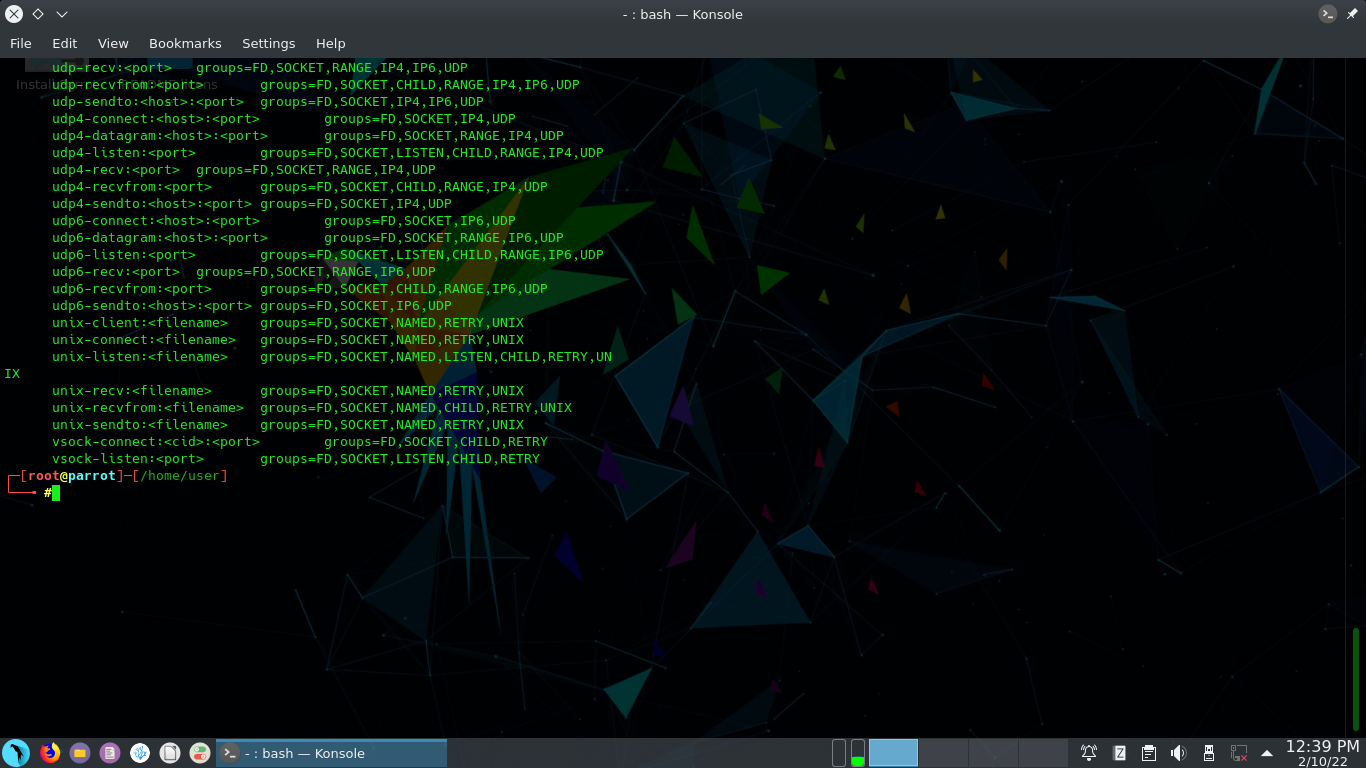 - : bash — Konsole
File Edit View Bookmarks Settings Help
udp-recv:<port> groups=FD,SOCKET,RANGE,IP4,IP6,UDP
udp-recvfrom:<port> groups=FD,SOCKET,CHILD,RANGE,IP4,IP6,UDP
udp-sendto:<host>:<port> groups=FD,SOCKET,IP4,IP6,UDP
udp4-connect:<host>:<port> groups=FD,SOCKET,IP4,UDP
udp4-datagram:<host>:<port> groups=FD,SOCKET,RANGE,IP4,UDP
udp4-listen:<port> groups=FD,SOCKET,LISTEN,CHILD,RANGE,IP4,UDP
udp4-recv:<port> groups=FD,SOCKET,RANGE,IP4,UDP
udp4-recvfrom:<port> groups=FD,SOCKET,CHILD,RANGE,IP4,UDP
udp4-sendto:<host>:<port> groups=FD,SOCKET,IP4,UDP
udp6-connect:<host>:<port> groups=FD,SOCKET,IP6,UDP
udp6-datagram:<host>:<port> groups=FD,SOCKET,RANGE,IP6,UDP
udp6-listen:<port> groups=FD,SOCKET,LISTEN,CHILD,RANGE,IP6,UDP
udp6-recv:<port> groups=FD,SOCKET,RANGE,IP6,UDP
udp6-recvfrom:<port> groups=FD,SOCKET,CHILD,RANGE,IP6,UDP
udp6-sendto:<host>:<port> groups=FD,SOCKET,IP6,UDP
unix-client:<filename> groups=FD,SOCKET,NAMED,RETRY,UNIX
unix-connect:<filename> groups=FD,SOCKET,NAMED,RETRY,UNIX
unix-listen:<filename> groups=FD,SOCKET,NAMED,LISTEN,CHILD,RETRY,UN
IX
unix-recv:<filename> groups=FD,SOCKET,NAMED,RETRY,UNIX
unix-recvfrom:<filename> groups=FD,SOCKET,NAMED,CHILD,RETRY,UNIX
unix-sendto:<filename> groups=FD,SOCKET,NAMED,RETRY,UNIX
vsock-connect:<cid>:<port> groups=FD,SOCKET,CHILD,RETRY
vsock-listen:<port> groups=FD,SOCKET,LISTEN,CHILD,RETRY
┌─[root@parrot]─[/home/user]
└──╼ #
- : bash — Konsole
12:39 PM
2/10/22